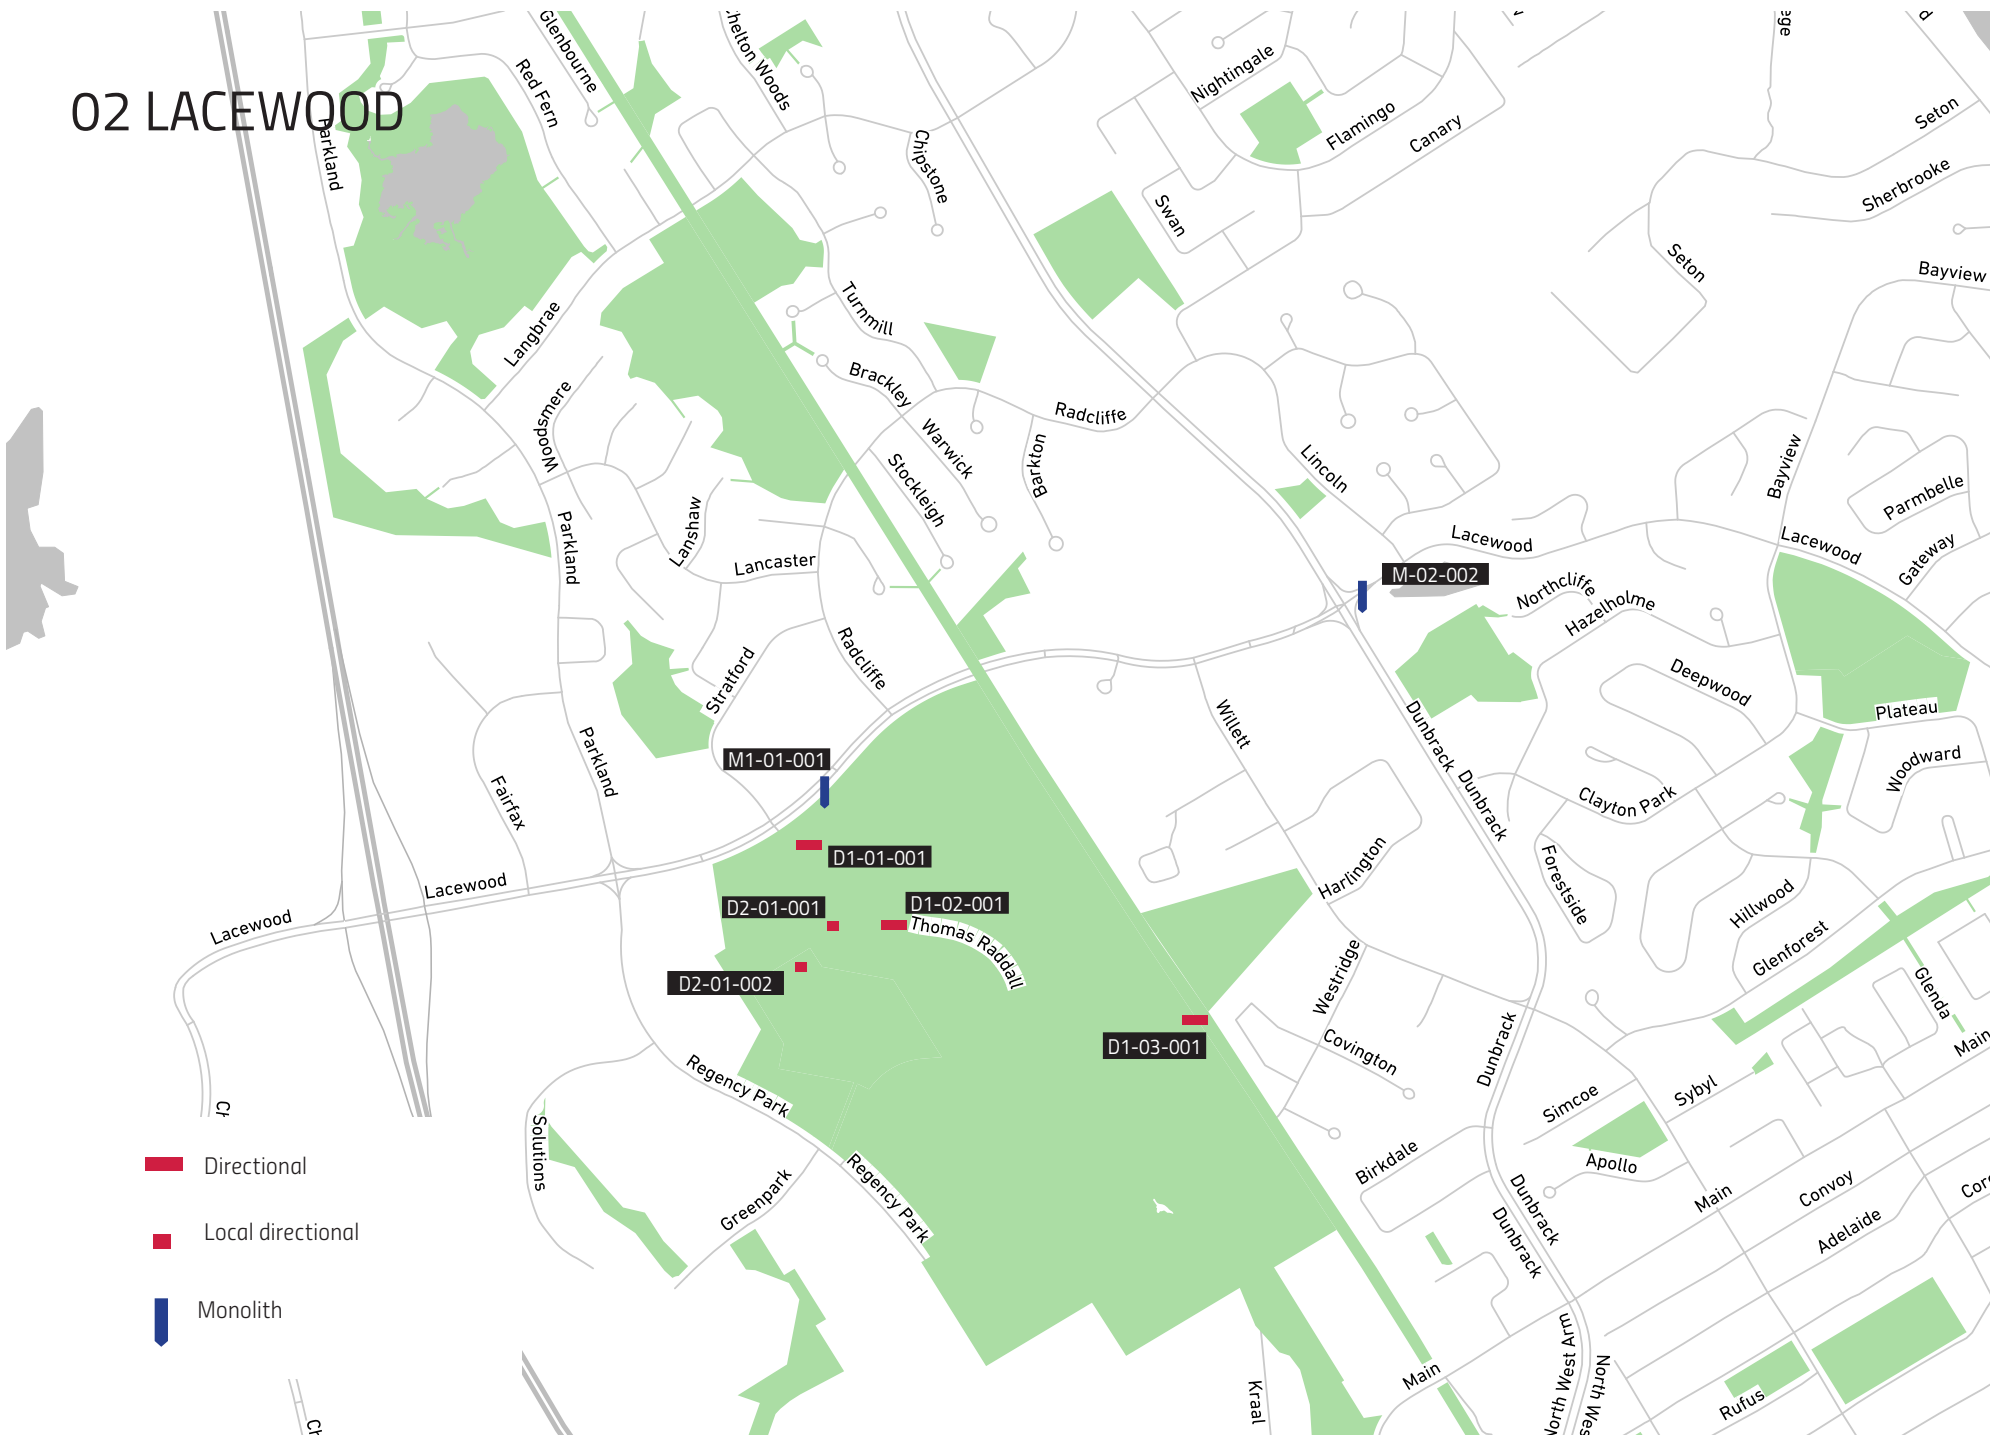 02 LACEWOOD
Glenbourne
Chelton Woods
Red Fern
Parkland
Chipstone
Nightingale
Flamingo
Canary
Swan
Seton
Sherbrooke
Seton
Bayview
Langbrae
Turnmill
Woodsmere
Brackley
Radcliffe
Warwick
Stockleigh
Barkton
Lincoln
Bayview
Parmbelle
Gateway
Lacewood
Lacewood
Parkland
Lanshaw
Lancaster
M-02-002
Northcliffe
Hazelholme
Radcliffe
Stratford
Deepwood
Plateau
Woodward
Willett
Dunbrack
Dunbrack
Clayton Park
Parkland
M1-01-001
Fairfax
D1-01-001
Harlington
Forestside
Hillwood
Glenforest
Lacewood
Lacewood
D2-01-001
D1-02-001
Thomas Raddall
D2-01-002
Westridge
Glenda
Main
D1-03-001
Covington
Dunbrack
Regency Park
Simcoe
Sybyl
Solutions
Directional
Birkdale
Apollo
Regency Park
Greenpark
Local directional
Dunbrack
Dunbrack
Main
Convoy
Adelaide
Monolith
North West Arm
Main
Kraal
Rufus